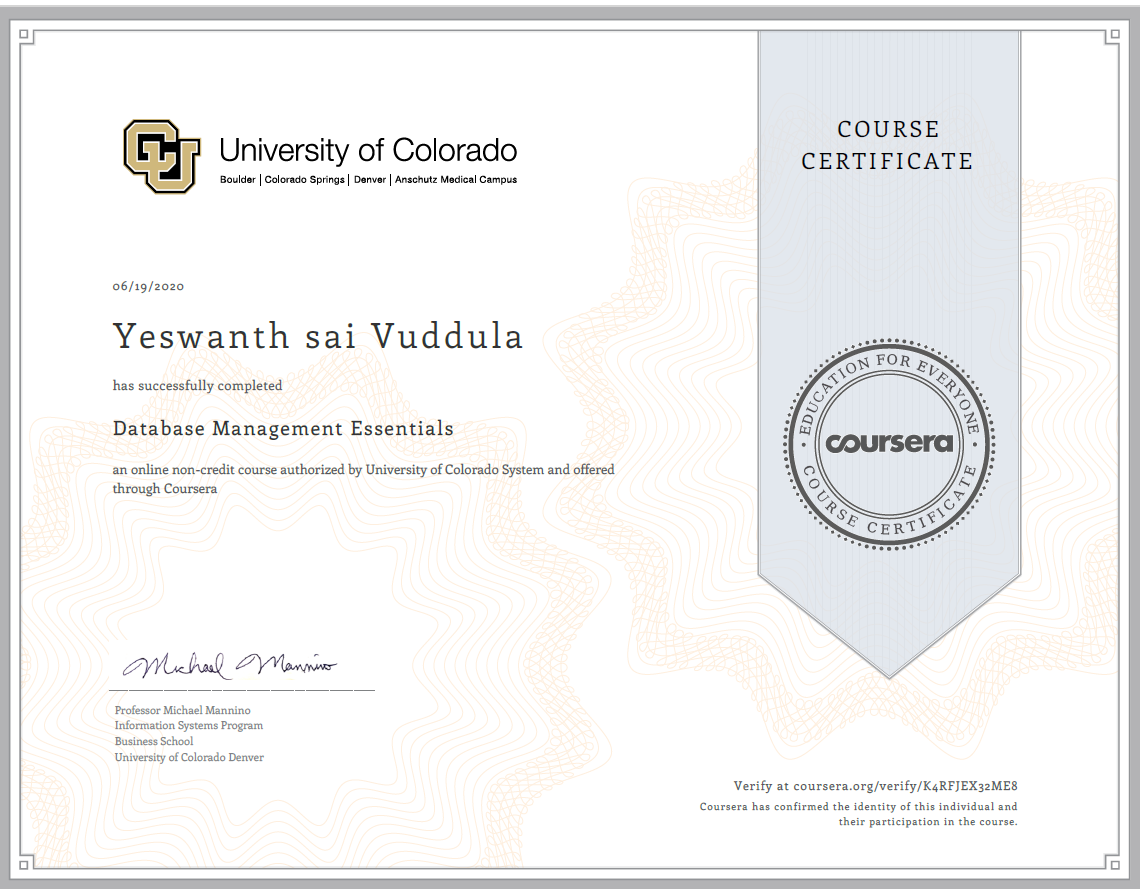 CU
University of Colorado
Boulder | Colorado Springs | Denver | Anschutz Medical Campus
COURSE
CERTIFICATE
06/19/2020
Yeswanth sai Vuddula
has successfully completed
Database Management Essentials
an online non-credit course authorized by University of Colorado System and offered
through Coursera
EDUCATION FOR EVERYONE
coursera
COURSE CERTIFICATE
Michael Mannino
Professor Michael Mannino
Information Systems Program
Business School
University of Colorado Denver
Verify at coursera.org/verify/K4RFJEX32ME8
Coursera has confirmed the identity of this individual and
their participation in the course.